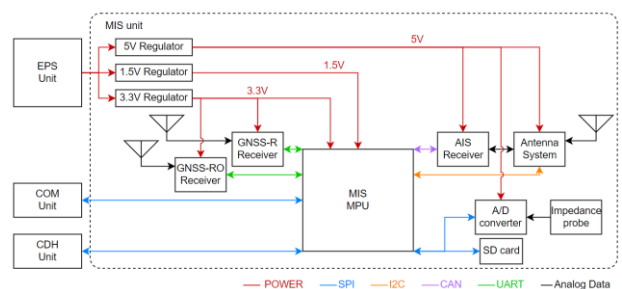 MIS unit
EPS
Unit
5V Regulator
5V
1.5V Regulator
1.5V
3.3V Regulator
3.3V
GNSS-R
Receiver
GNSS-RO
Receiver
MIS
MPU
AIS
Receiver
Antenna
System
COM
Unit
A/D
converter
Impedance
probe
CDH
Unit
SD card
POWER
SPI
I2C
CAN
UART
Analog Data